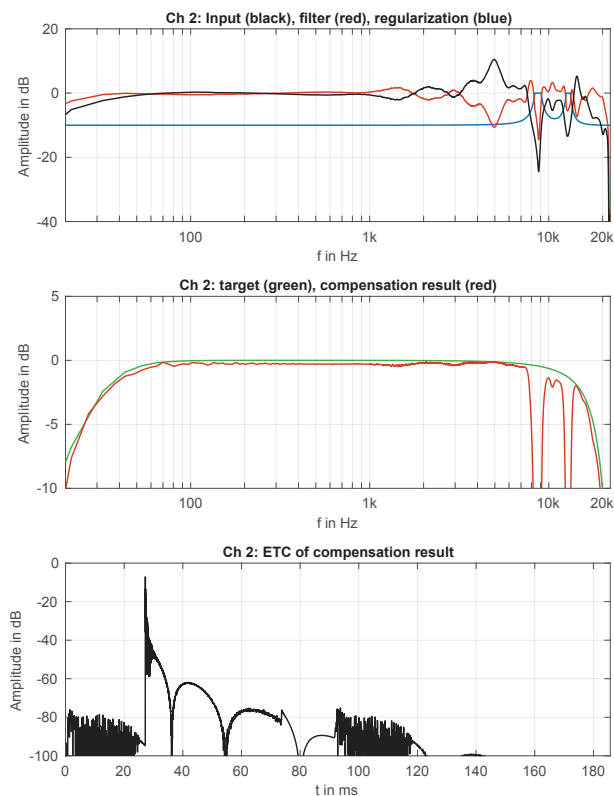 Ch 2: Input (black), filter (red), regularization (blue)
Amplitude in dB
20
0
-20
-40
100
1k
10k
20k
f in Hz
Ch 2: target (green), compensation result (red)
Amplitude in dB
5
0
-5
-10
100
1k
10k
20k
f in Hz
Ch 2: ETC of compensation result
Amplitude in dB
0
-20
-40
-60
-80
-100
0
20
40
60
80
100
120
140
160
180
t in ms